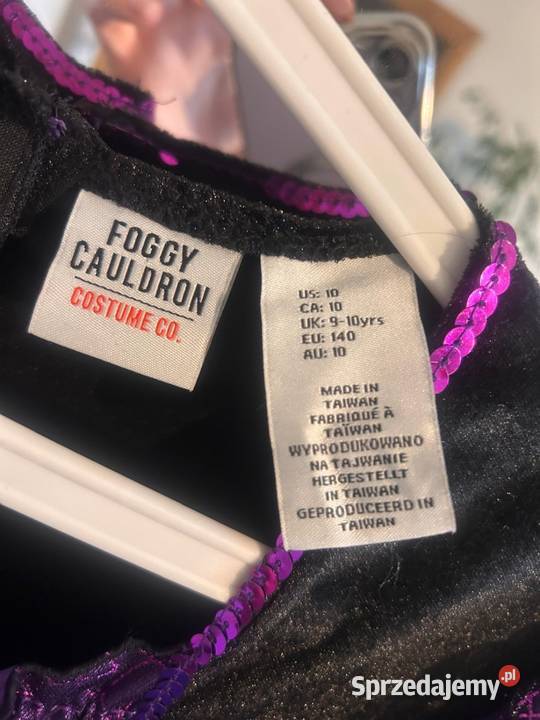 FOGGY
CAULDRON
COSTUME CO.
US: 10
CA: 10
UK: 9-10yrs
EU: 140
AU: 10
MADE IN
TAIWAN
FABRIQUÉ À
TAÏWAN
WYPRODUKOWANO
NA TAJWANIE
HERGESTELLT
IN TAIWAN
GEPRODUCEERD IN
TAIWAN
Sprzedajemy.pl